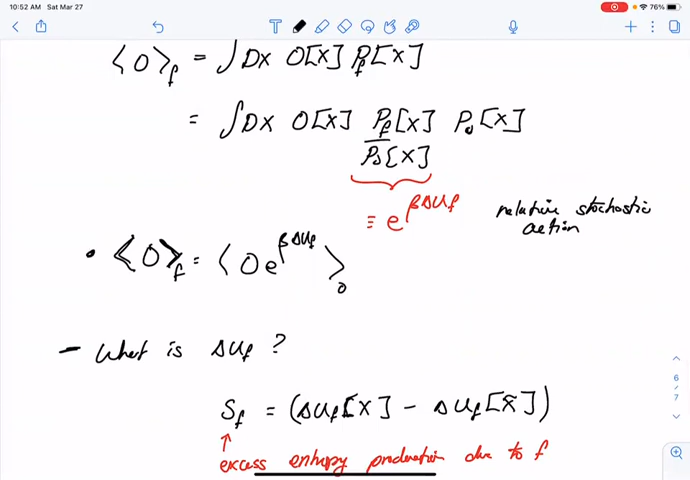 10:52 AM Sat Mar 27
76%
⟨O⟩_f = ∫DX O[X] P_f[X]
= ∫DX O[X] P_f[X] P_0[X]
P_0[X]
≡ e^{βΔU_f}
relative stochastic
action
• ⟨O⟩_f = ⟨O e^{βΔU_f}⟩_0
- What is ΔU_f ?
S_f = (ΔU_f[X] - ΔU_f[X̃])
↑
excess entropy production due to f
6
/
7